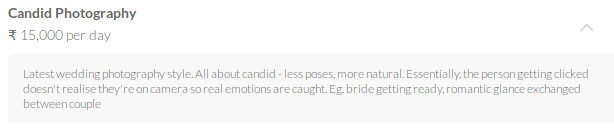 Candid Photography
₹ 15,000 per day
Latest wedding photography style. All about candid - less poses, more natural. Essentially, the person getting clicked
doesn't realise they're on camera so real emotions are caught. Eg. bride getting ready, romantic glance exchanged
between couple